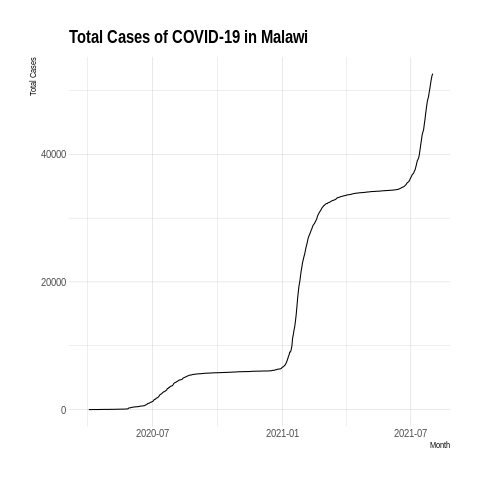 Total Cases of COVID-19 in Malawi
Total Cases
40000
20000
0
2020-07
2021-01
2021-07
Month